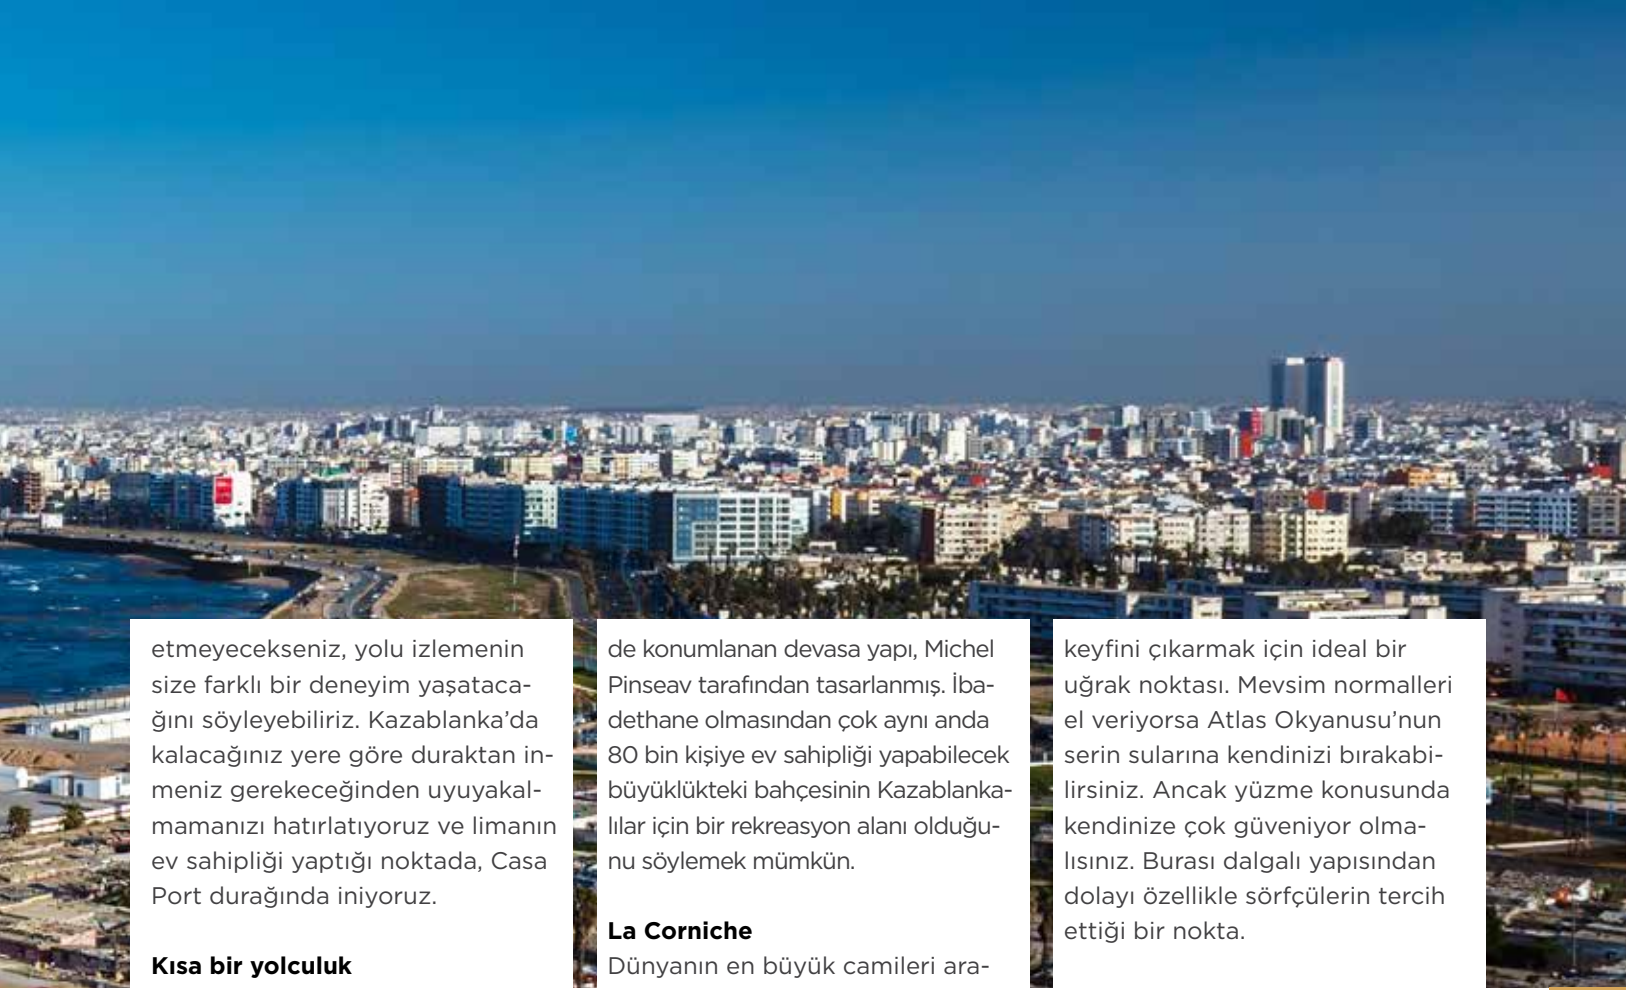 etmeyecekseniz, yolu izlemenin
size farklı bir deneyim yaşataca-
ğını söyleyebiliriz. Kazablanka’da
kalacağınız yere göre duraktan in-
meniz gerekeceğinden uyuyakal-
mamanızı hatırlatıyoruz ve limanın
ev sahipliği yaptığı noktada, Casa
Port durağında iniyoruz.
Kısa bir yolculuk
de konumlanan devasa yapı, Michel
Pinseav tarafından tasarlanmış. İba-
dethane olmasından çok aynı anda
80 bin kişiye ev sahipliği yapabilecek
büyüklükteki bahçesinin Kazablanka-
lılar için bir rekreasyon alanı olduğu-
nu söylemek mümkün.
La Corniche
Dünyanın en büyük camileri ara-
keyfini çıkarmak için ideal bir
uğrak noktası. Mevsim normalleri
el veriyorsa Atlas Okyanusu’nun
serin sularına kendinizi bırakabi-
lirsiniz. Ancak yüzme konusunda
kendinize çok güveniyor olma-
lısınız. Burası dalgalı yapısından
dolayı özellikle sörfçülerin tercih
ettiği bir nokta.